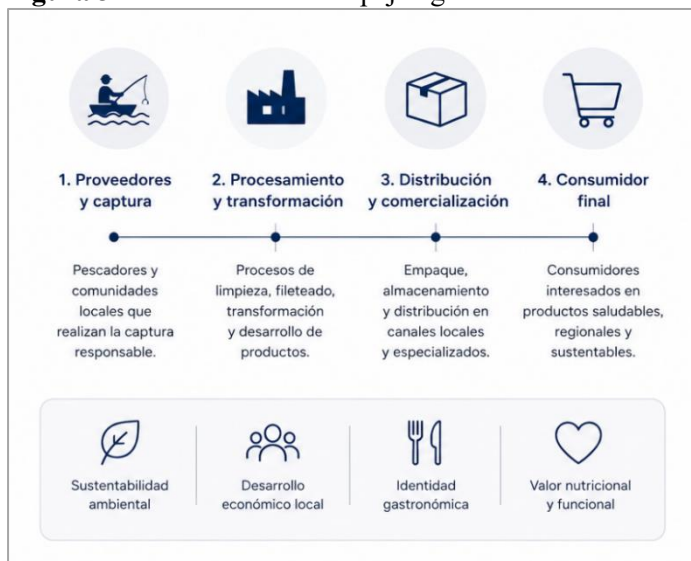 1. Proveedores
y captura
2. Procesamiento
y transformación
3. Distribución
y comercialización
4. Consumidor
final
Pescadores y
comunidades
locales que
realizan la captura
responsable.
Procesos de
limpieza, fileteado,
transformación
y desarrollo de
productos.
Empaque,
almacenamiento
y distribución en
canales locales
y especializados.
Consumidores
interesados en
productos saludables,
regionales y
sustentables.
Sustentabilidad
ambiental
Desarrollo
económico local
Identidad
gastronómica
Valor nutricional
y funcional